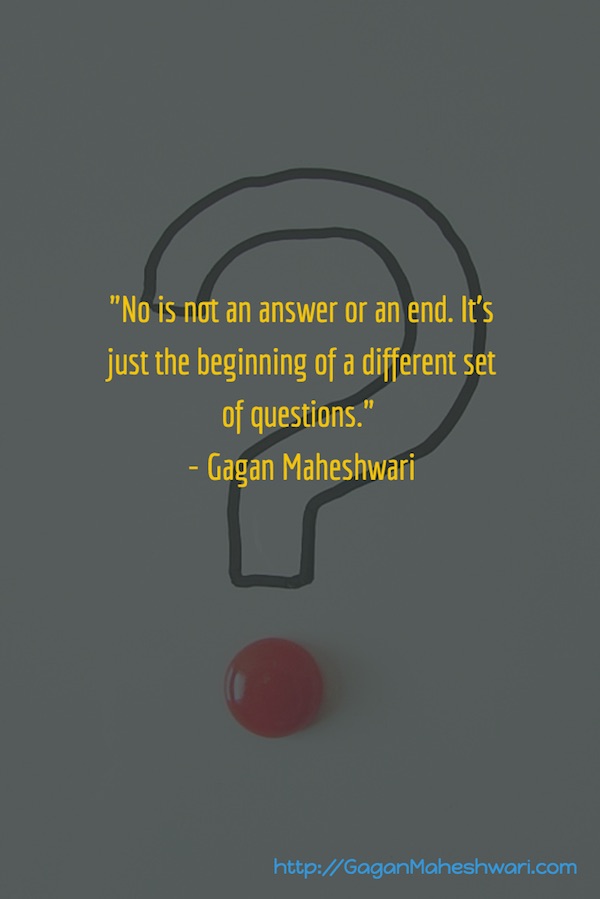 "No is not an answer or an end. It's
just the beginning of a different set
of questions."
- Gagan Maheshwari
http://GaganMaheshwari.com